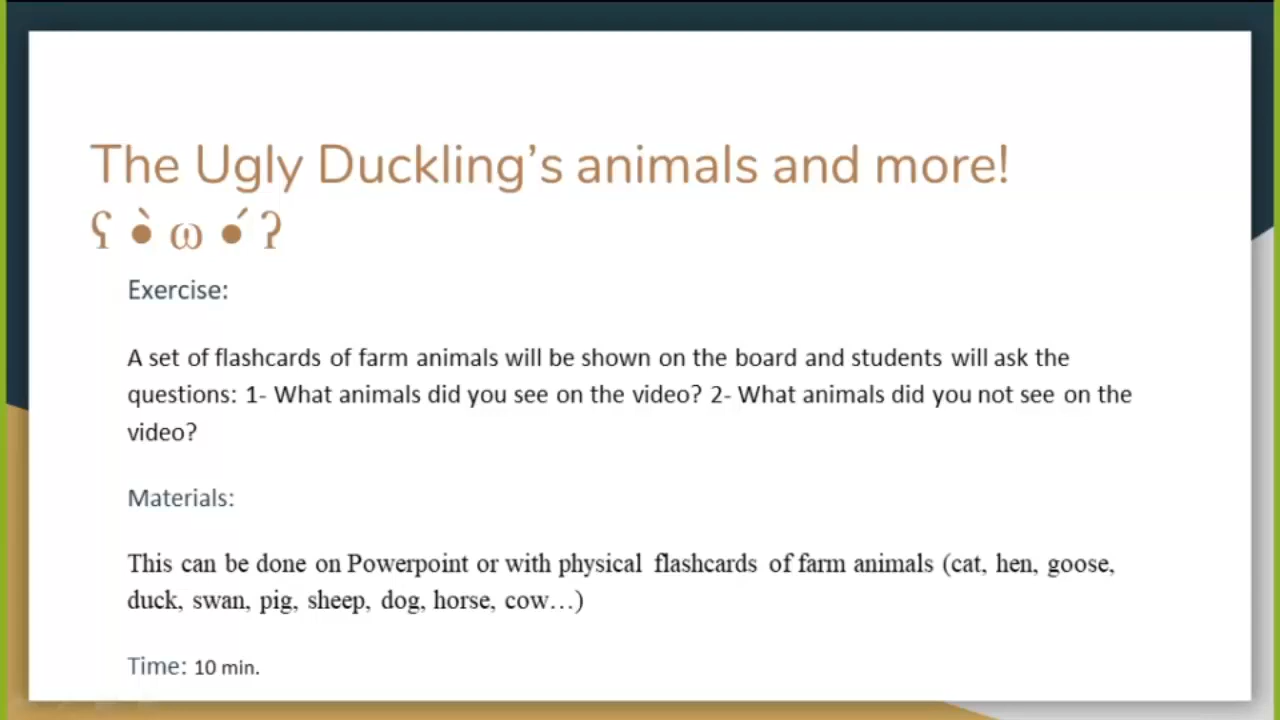 The Ugly Duckling’s animals and more!
ʕ •̀ ω •́ ʔ
Exercise:
A set of flashcards of farm animals will be shown on the board and students will ask the
questions: 1- What animals did you see on the video? 2- What animals did you not see on the
video?
Materials:
This can be done on Powerpoint or with physical flashcards of farm animals (cat, hen, goose,
duck, swan, pig, sheep, dog, horse, cow…)
Time: 10 min.